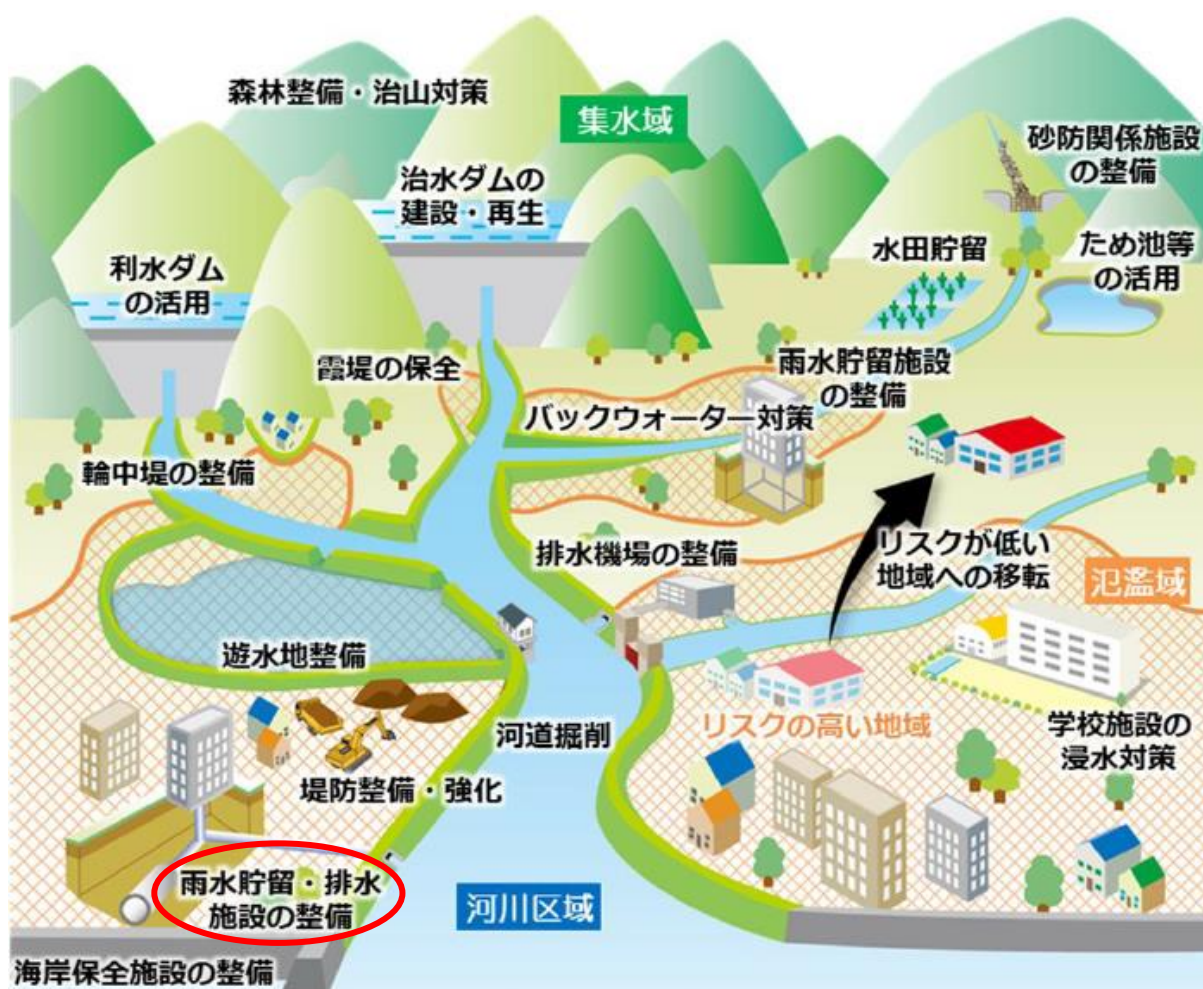 森林整備・治山対策
集水域
砂防関係施設
の整備
治水ダムの
建設・再生
水田貯留
ため池等
の活用
利水ダム
の活用
霞堤の保全
雨水貯留施設
の整備
バックウォーター対策
輪中堤の整備
排水機場の整備
リスクが低い
地域への移転
氾濫域
遊水地整備
リスクの高い地域
河道掘削
学校施設の
浸水対策
堤防整備・強化
雨水貯留・排水
施設の整備
河川区域
海岸保全施設の整備